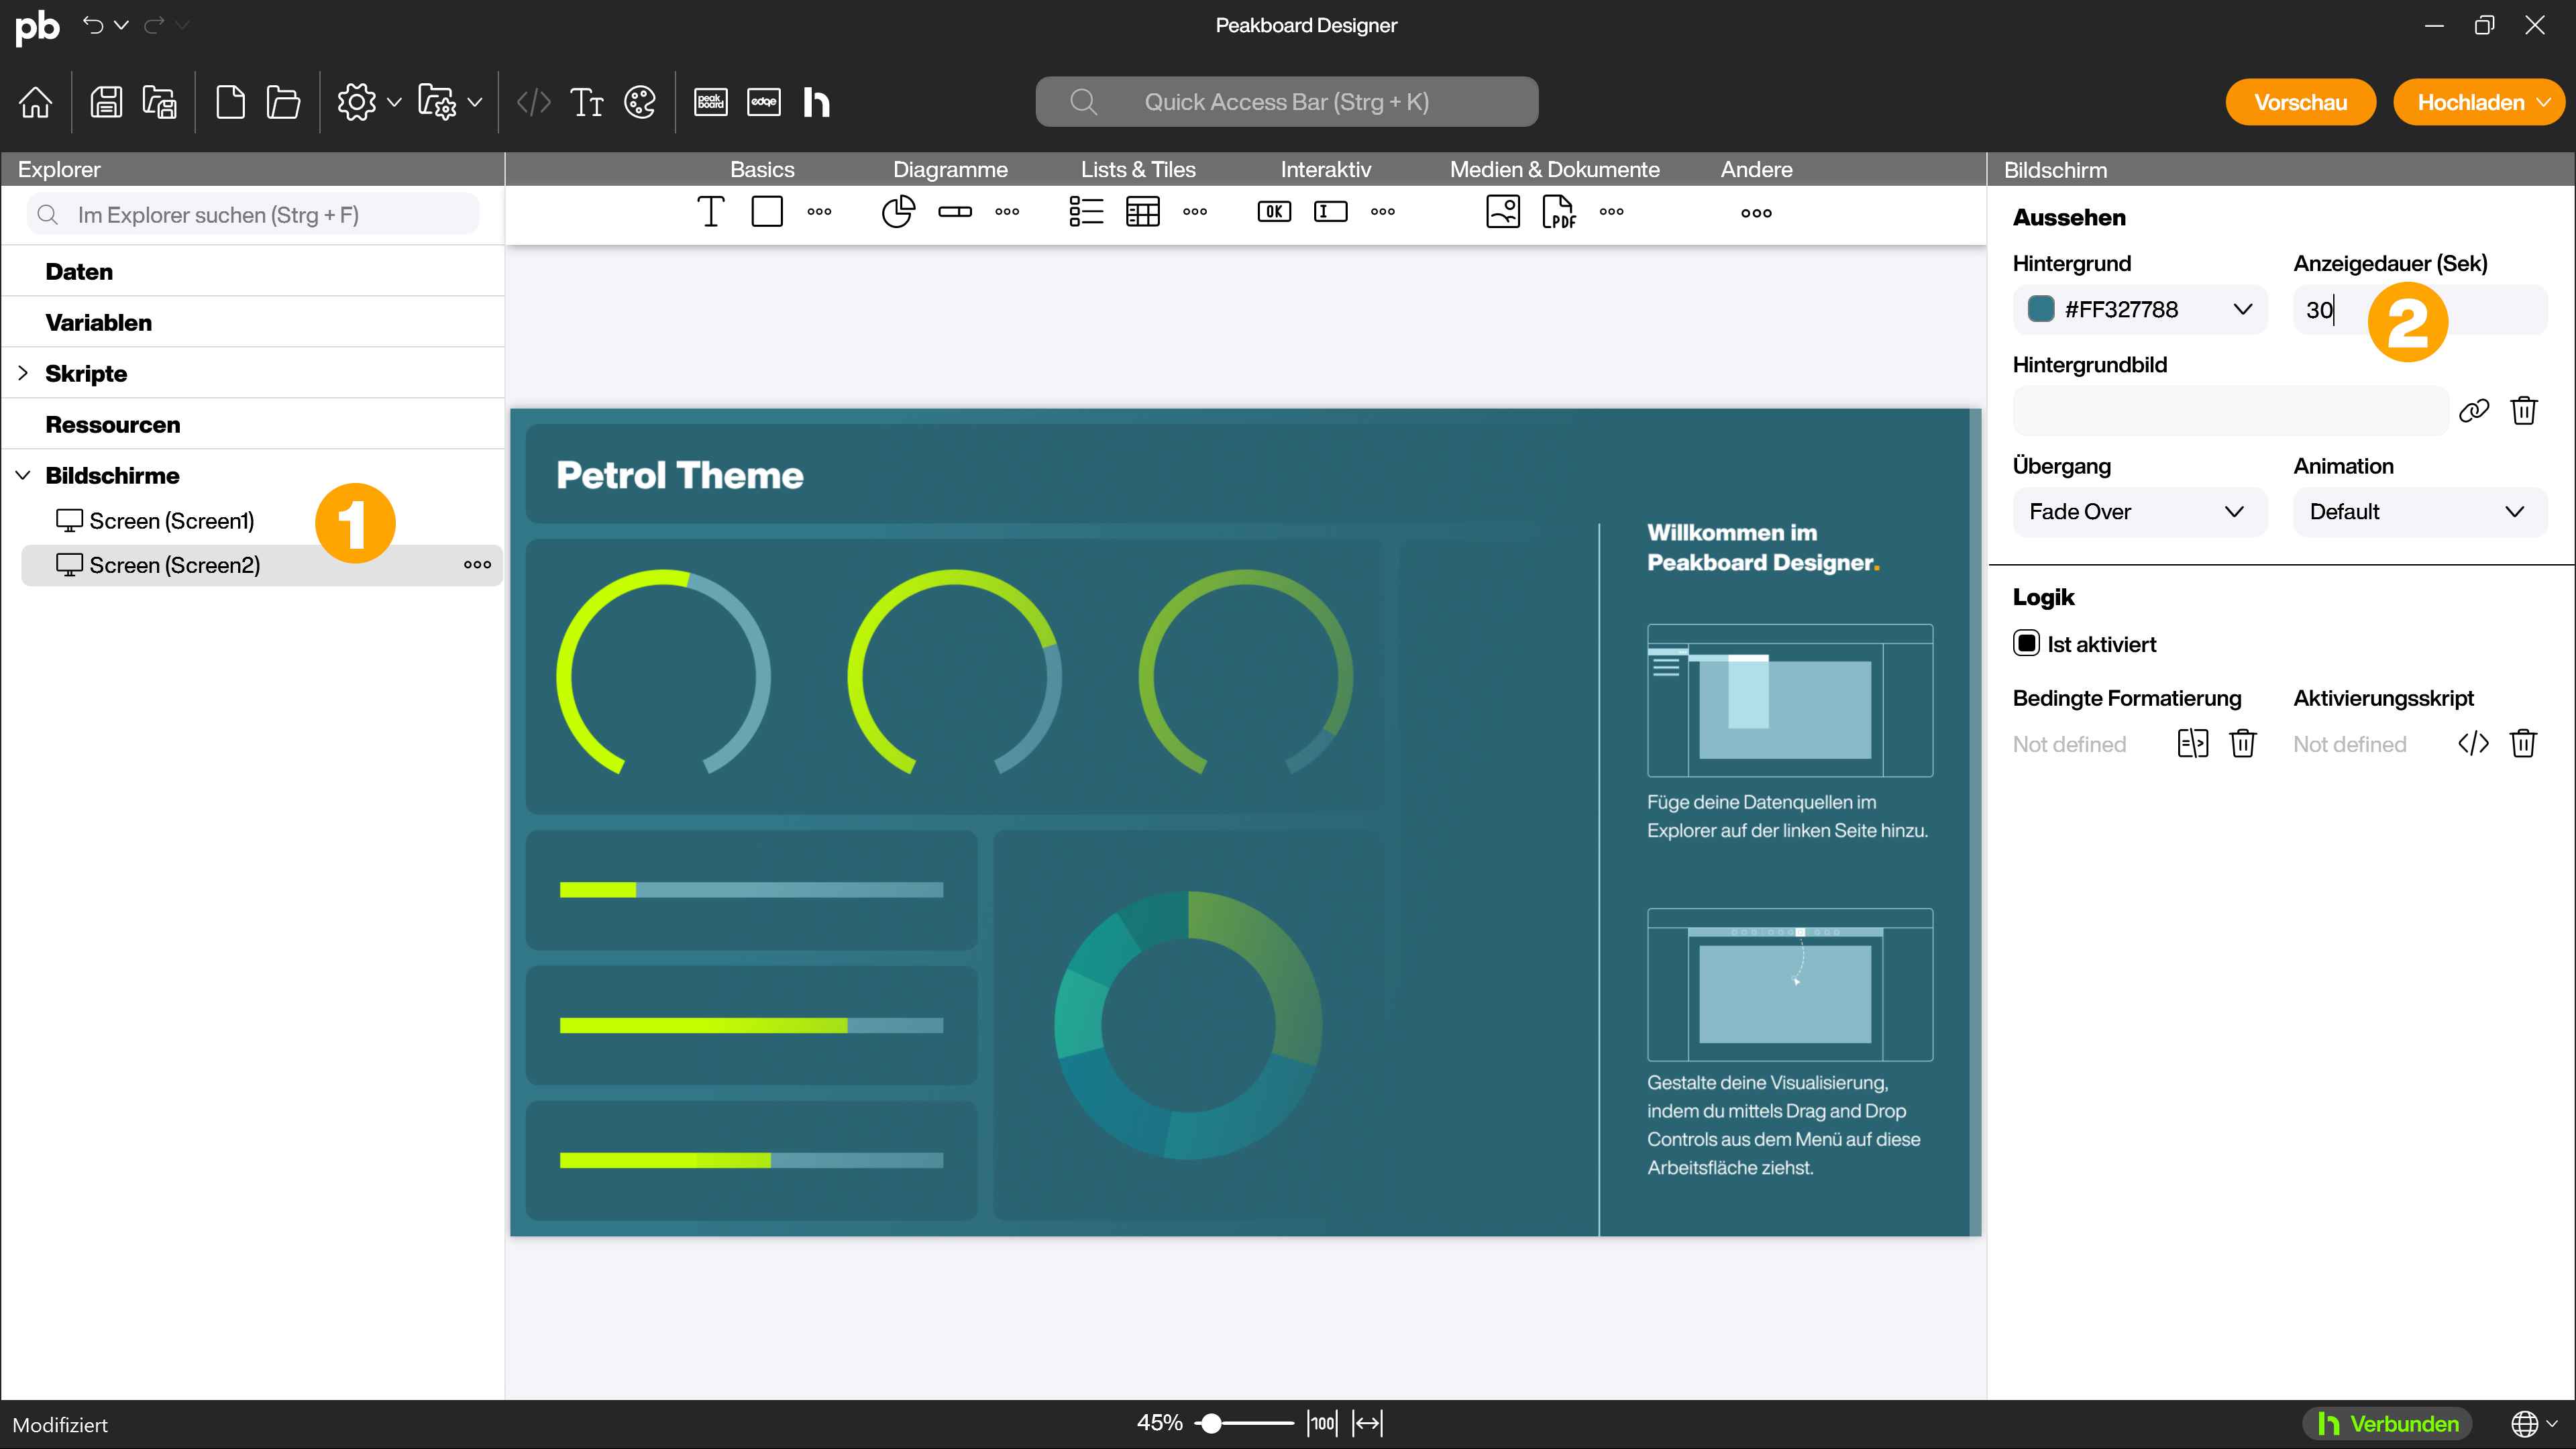 pb
Peakboard Designer
peak
board
edge
h
Quick Access Bar (Strg + K)
Vorschau
Hochladen
Explorer
Basics
Diagramme
Lists & Tiles
Interaktiv
Medien & Dokumente
Andere
Bildschirm
Im Explorer suchen (Strg + F)
OK
PDF
Aussehen
Daten
Variablen
Skripte
Ressourcen
Bildschirme
Screen (Screen1)
Screen (Screen2)
1
Hintergrund
Anzeigedauer (Sek)
#FF327788
30
2
Hintergrundbild
Übergang
Animation
Fade Over
Default
Logik
Ist aktiviert
Bedingte Formatierung
Aktivierungsskript
Not defined
Not defined
Petrol Theme
Willkommen im
Peakboard Designer.
Füge deine Datenquellen im
Explorer auf der linken Seite hinzu.
Gestalte deine Visualisierung,
indem du mittels Drag and Drop
Controls aus dem Menü auf diese
Arbeitsfläche ziehst.
Modifiziert
45%
100
h Verbunden